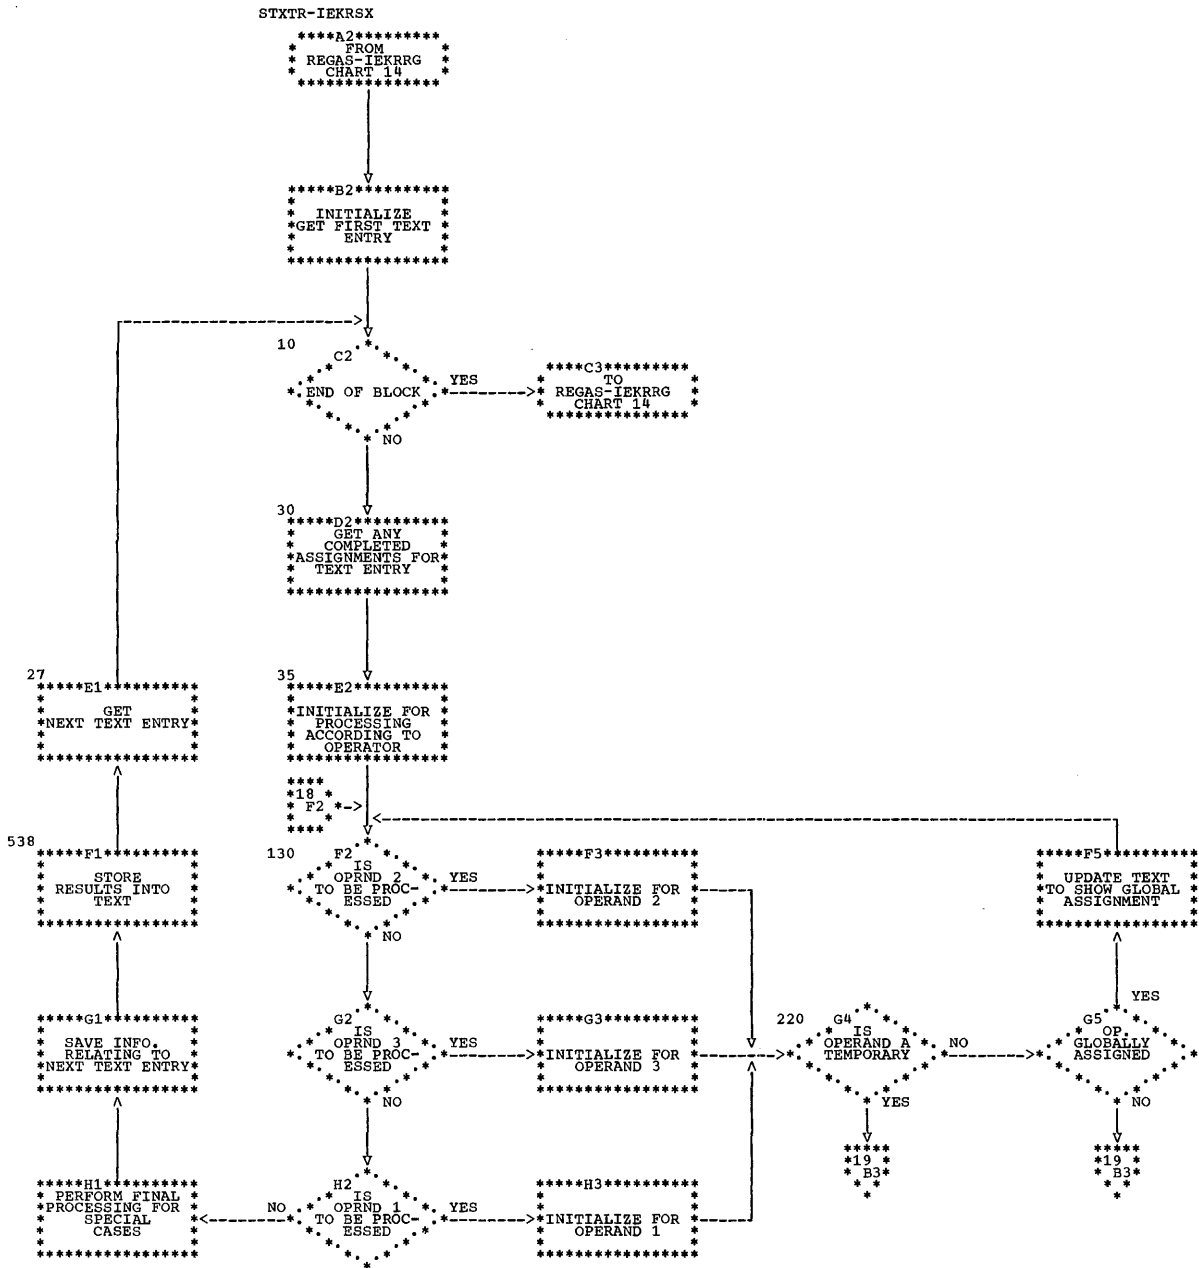 STXTR-IEKRSX
A2
FROM
REGAS-IEKRRG
CHART 14
B2
INITIALIZE
GET FIRST TEXT
ENTRY
10
C2
END OF BLOCK
YES
NO
C3
TO
REGAS-IEKRRG
CHART 14
30
D2
GET ANY
COMPLETED
ASSIGNMENTS FOR
TEXT ENTRY
27
E1
GET
NEXT TEXT ENTRY
35
E2
INITIALIZE FOR
PROCESSING
ACCORDING TO
OPERATOR
18
F2
538
F1
STORE
RESULTS INTO
TEXT
130
F2
IS
OPRND 2
TO BE PROC-
ESSED
YES
NO
F3
INITIALIZE FOR
OPERAND 2
F5
UPDATE TEXT
TO SHOW GLOBAL
ASSIGNMENT
G1
SAVE INFO.
RELATING TO
NEXT TEXT ENTRY
G2
IS
OPRND 3
TO BE PROC-
ESSED
YES
NO
G3
INITIALIZE FOR
OPERAND 3
220
G4
IS
OPERAND A
TEMPORARY
NO
YES
G5
OP.
GLOBALLY
ASSIGNED
YES
NO
19
B3
19
B3
H1
PERFORM FINAL
PROCESSING FOR
SPECIAL
CASES
NO
H2
IS
OPRND 1
TO BE PROC-
ESSED
YES
H3
INITIALIZE FOR
OPERAND 1